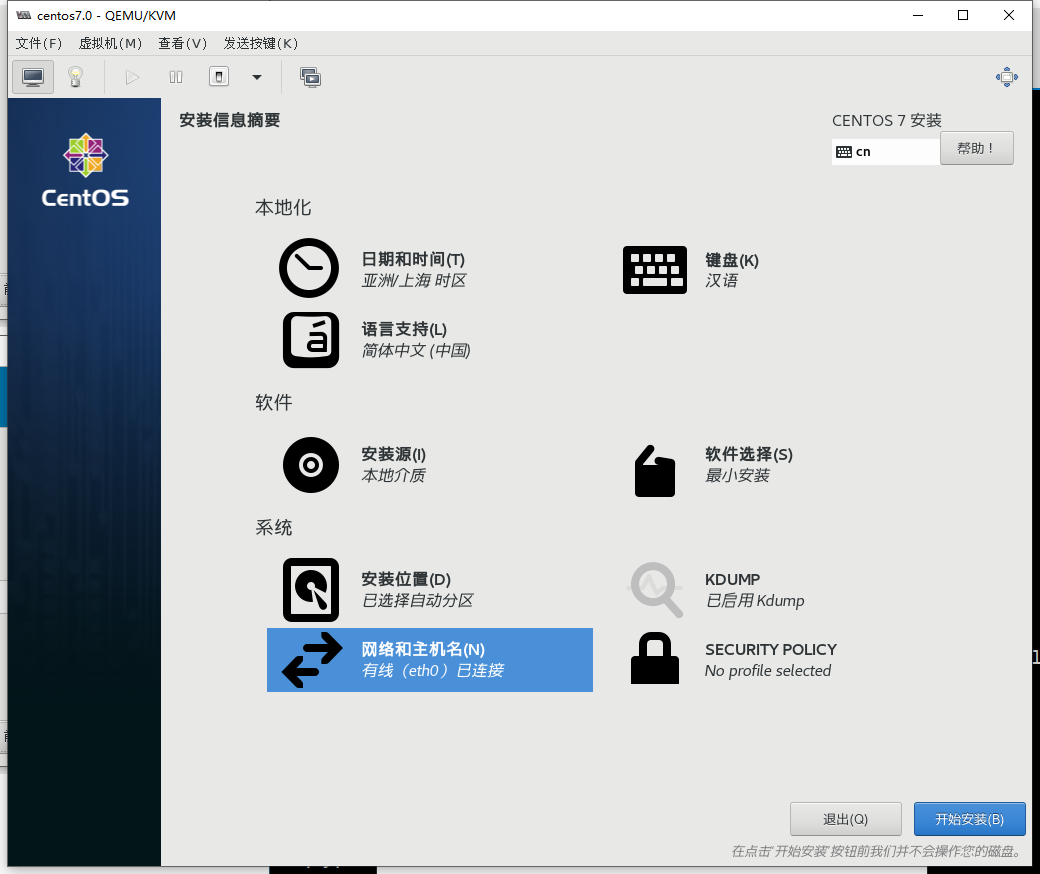 centos7.0 - QEMU/KVM
文件(F) 虚拟机(M) 查看(V) 发送按键(K)
CentOS
安装信息摘要
CENTOS 7 安装
cn
帮助！
本地化
日期和时间(T)
亚洲/上海 时区
键盘(K)
汉语
语言支持(L)
简体中文 (中国)
软件
安装源(I)
本地介质
软件选择(S)
最小安装
系统
安装位置(D)
已选择自动分区
KDUMP
已启用 Kdump
网络和主机名(N)
有线（eth0）已连接
SECURITY POLICY
No profile selected
退出(Q)
开始安装(B)
在点击'开始安装'按钮前我们并不会操作您的磁盘。